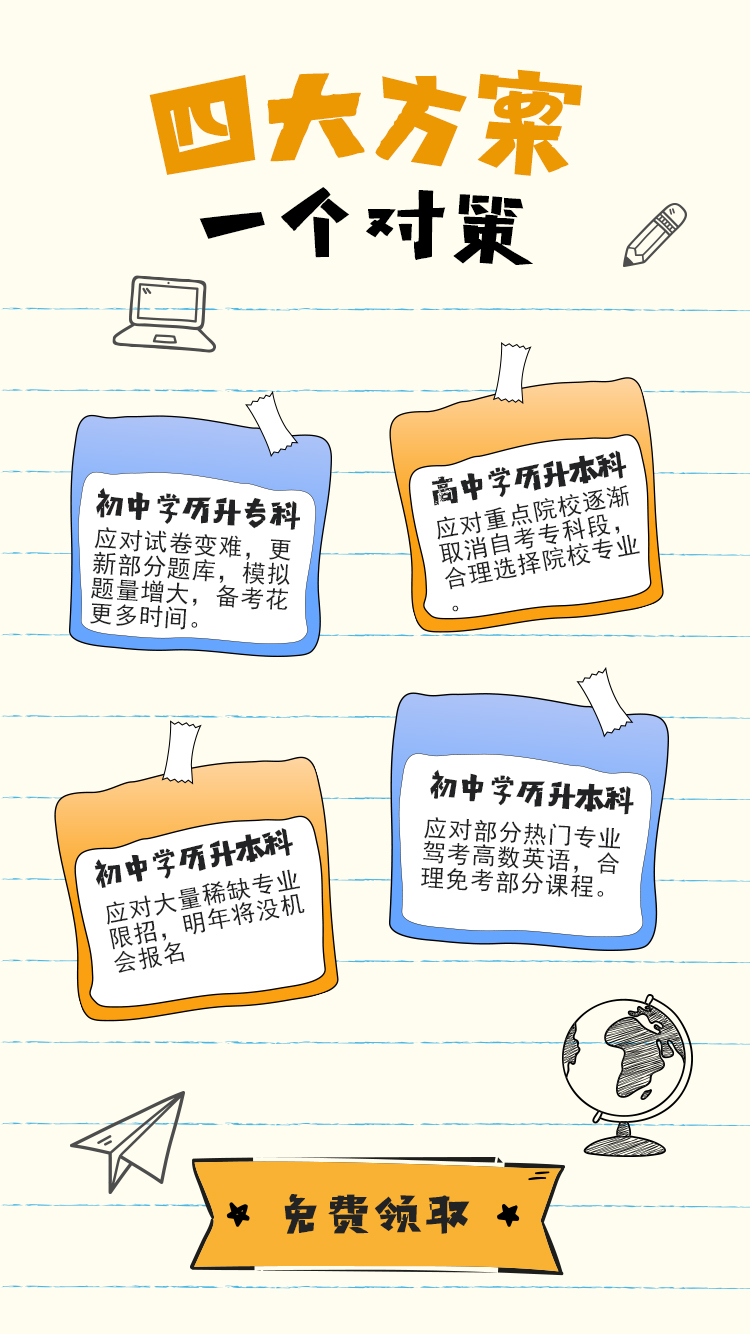 四大方案
一个对策
初中学历升专科
应对试卷变难，更
新部分题库，模拟
题量增大，备考花
更多时间。
高中学历升本科
应对重点院校逐渐
取消自考专科段，
合理选择院校专业
。
初中学历升本科
应对大量稀缺专业
限招，明年将没机
会报名
初中学历升本科
应对部分热门专业
驾考高数英语，合
理免考部分课程。
免费领取